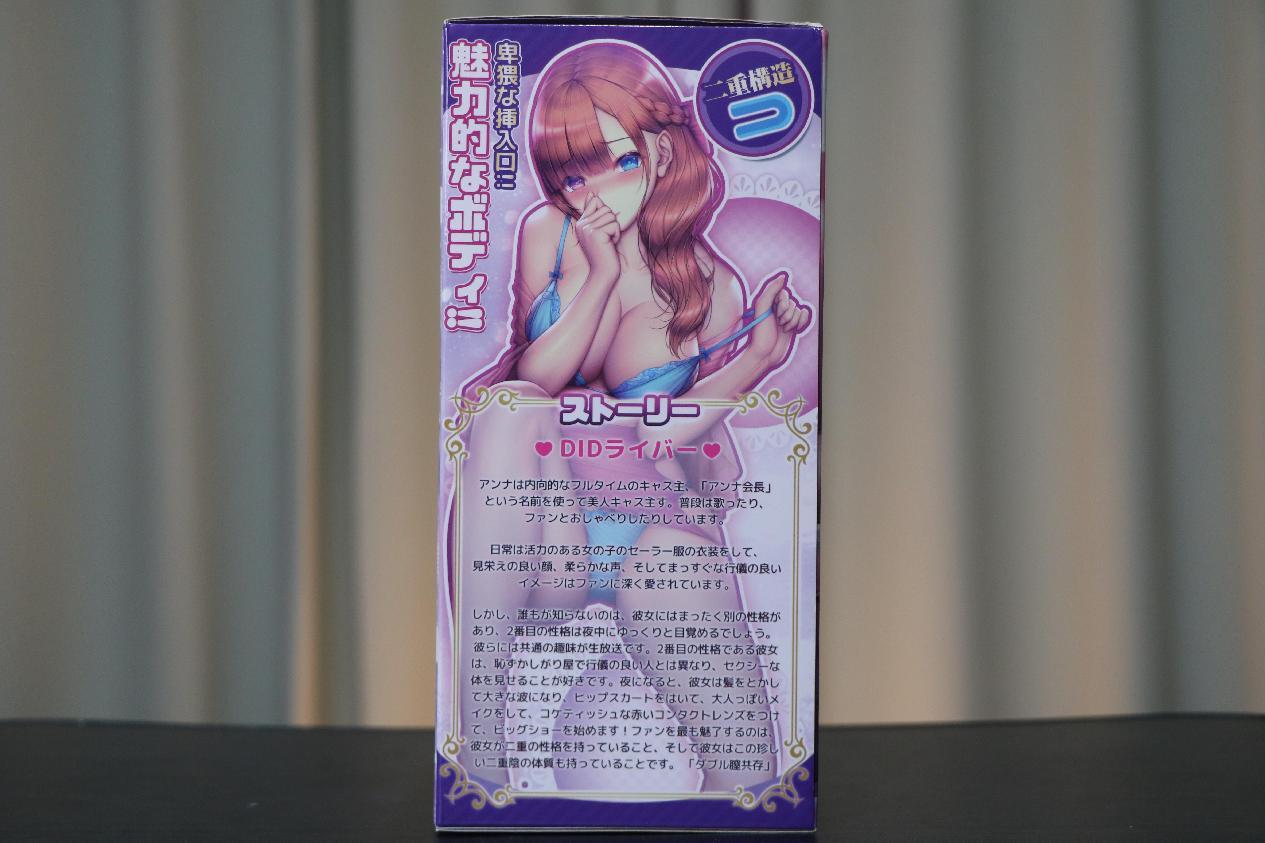 卑猥な挿入口!!!
魅力的なボディ!!!
二重構造
ストーリー
♥DIDライバー♥
アンナは内向的なフルタイムのキャス主、「アンナ会長」
という名前を使って美人キャス主す。普段は歌ったり、
ファンとおしゃべりしたりしています。
日常は活力のある女の子のセーラー服の衣装をして、
見栄えの良い顔、柔らかな声、そしてまっすぐな行儀の良い
イメージはファンに深く愛されています。
しかし、誰もが知らないのは、彼女にはまったく別の性格が
あり、2番目の性格は夜中にゆっくりと目覚めるでしょう。
彼らには共通の趣味が生放送です。2番目の性格である彼女
は、恥ずかしがり屋で行儀の良い人とは異なり、セクシーな
体を見せることが好きです。夜になると、彼女は髪をとかし
て大きな波になり、ヒップスカートをはいて、大人っぽいメ
イクをして、コケティッシュな赤いコンタクトレンズをつけ
て、ビッグショーを始めます！ファンを最も魅了するのは、
彼女が二重の性格を持っていること、そして彼女はこの珍し
い二重陰の体質も持っていることです。「ダブル膣共存」